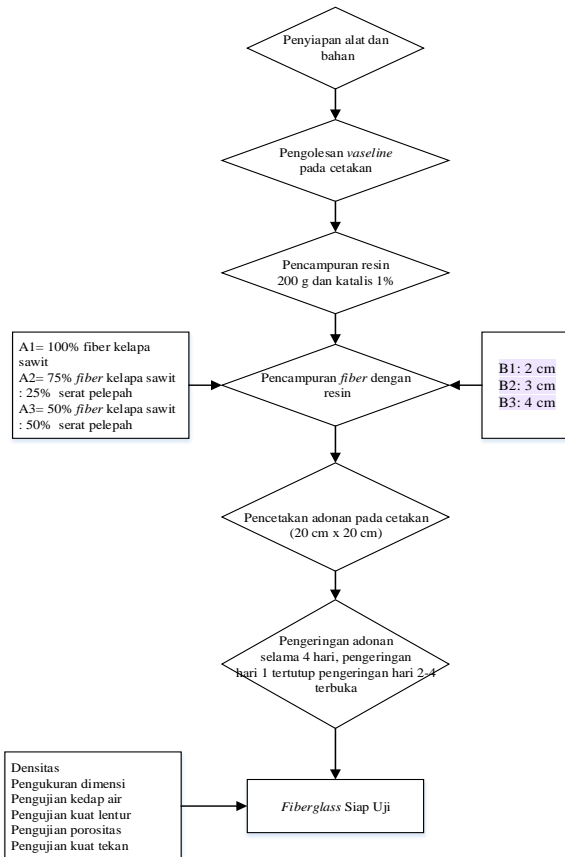 Penyiapan alat dan
bahan
Pengolesan vaseline
pada cetakan
Pencampuran resin
200 g dan katalis 1%
A1= 100% fiber kelapa
sawit
A2= 75% fiber kelapa sawit
: 25% serat pelepah
A3= 50% fiber kelapa sawit
: 50% serat pelepah
Pencampuran fiber dengan
resin
B1: 2 cm
B2: 3 cm
B3: 4 cm
Pencetakan adonan pada cetakan
(20 cm x 20 cm)
Pengeringan adonan
selama 4 hari, pengeringan
hari 1 tertutup pengeringan hari 2-4
terbuka
Densitas
Pengukuran dimensi
Pengujian kedap air
Pengujian kuat lentur
Pengujian porositas
Pengujian kuat tekan
Fiberglass Siap Uji